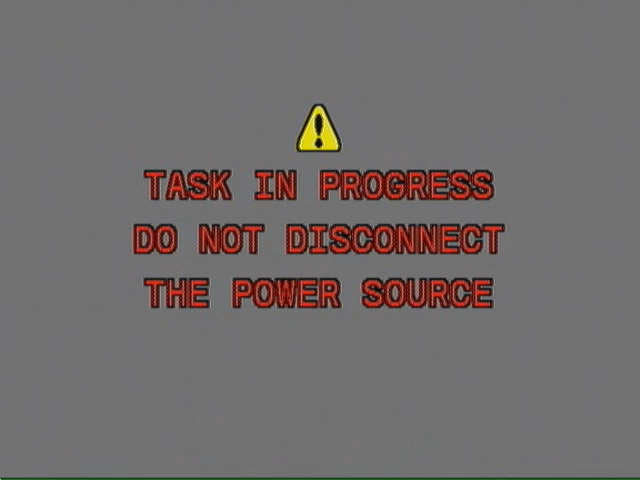 TASK IN PROGRESS
DO NOT DISCONNECT
THE POWER SOURCE